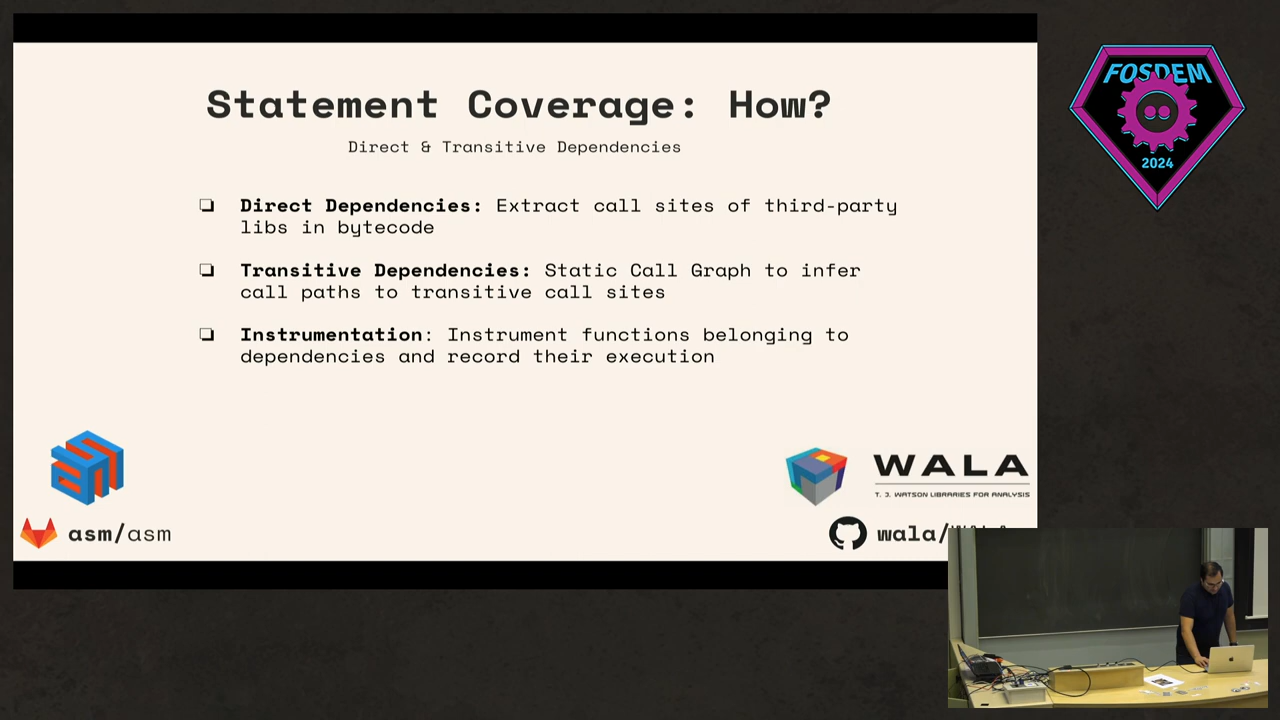 Statement Coverage: How?
Direct & Transitive Dependencies
❏ Direct Dependencies: Extract call sites of third-party
libs in bytecode
❏ Transitive Dependencies: Static Call Graph to infer
call paths to transitive call sites
❏ Instrumentation: Instrument functions belonging to
dependencies and record their execution
ASM
asm/asm
WALA
T. J. WATSON LIBRARIES FOR ANALYSIS
wala/
FOSDEM
2024